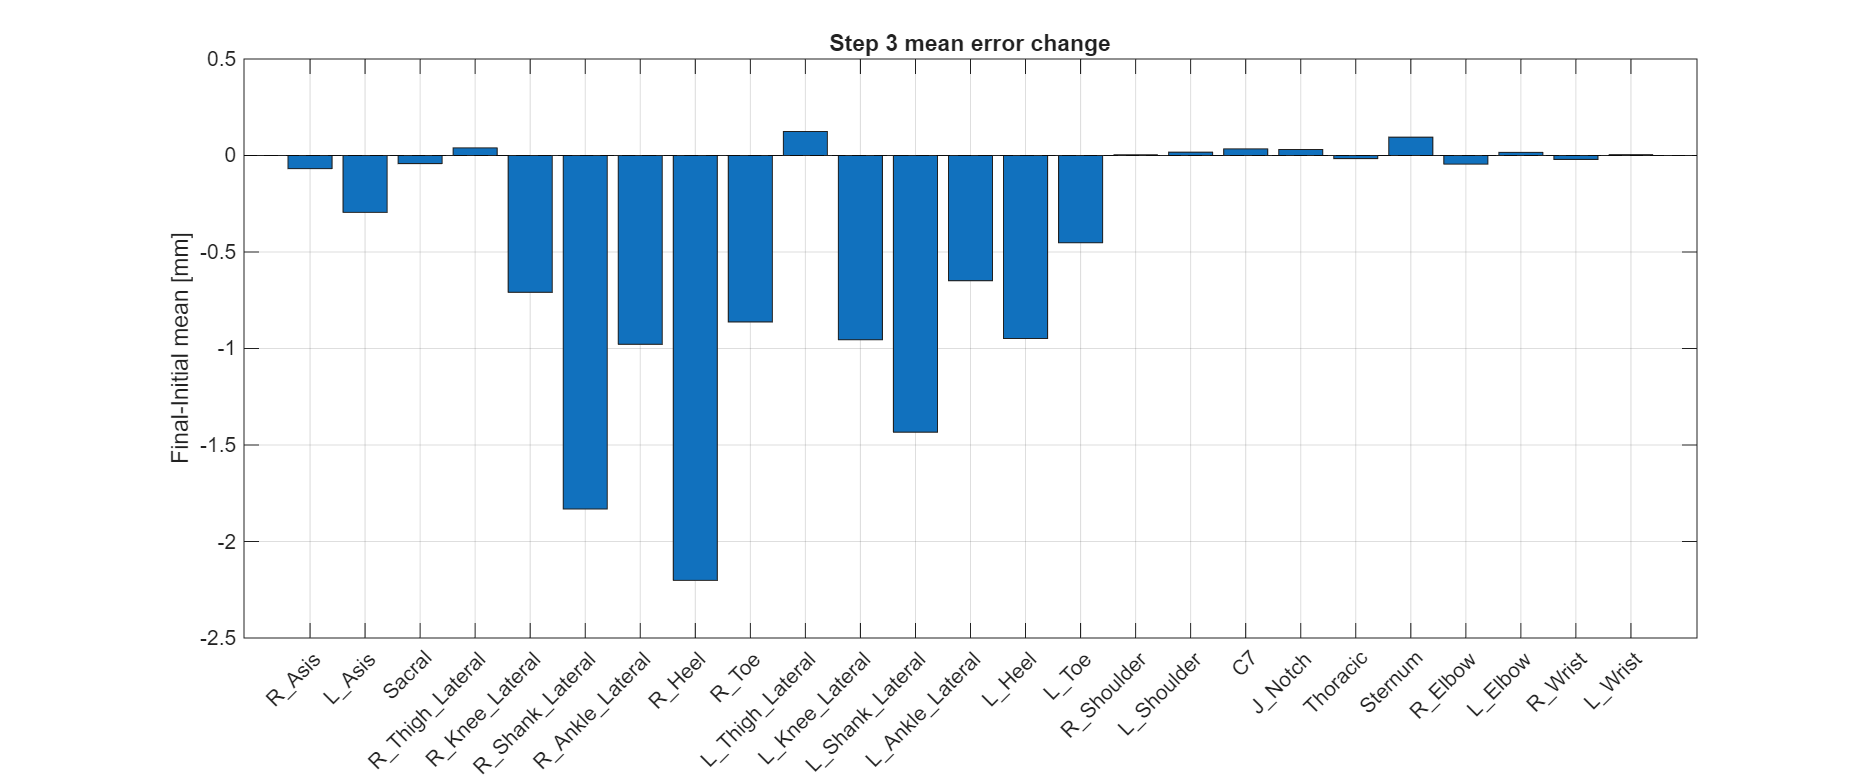 Step 3 mean error change
Final-Initial mean [mm]
0.5
0
-0.5
-1
-1.5
-2
-2.5
R_Asis
L_Asis
Sacral
R_Thigh_Lateral
R_Knee_Lateral
R_Shank_Lateral
R_Ankle_Lateral
R_Heel
R_Toe
L_Thigh_Lateral
L_Knee_Lateral
L_Shank_Lateral
L_Ankle_Lateral
L_Heel
L_Toe
R_Shoulder
L_Shoulder
C7
J_Notch
Thoracic
Sternum
R_Elbow
L_Elbow
R_Wrist
L_Wrist